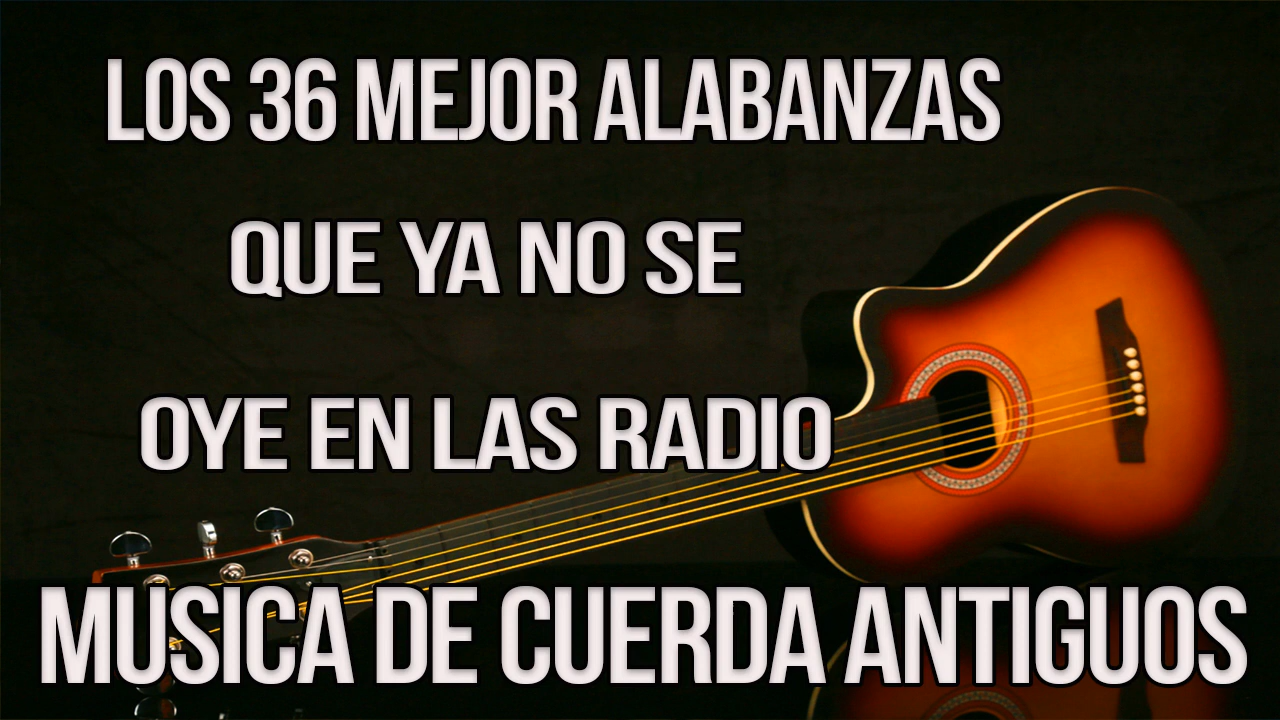 LOS 36 MEJOR ALABANZAS
QUE YA NO SE
OYE EN LAS RADIO
MUSICA DE CUERDA ANTIGUOS